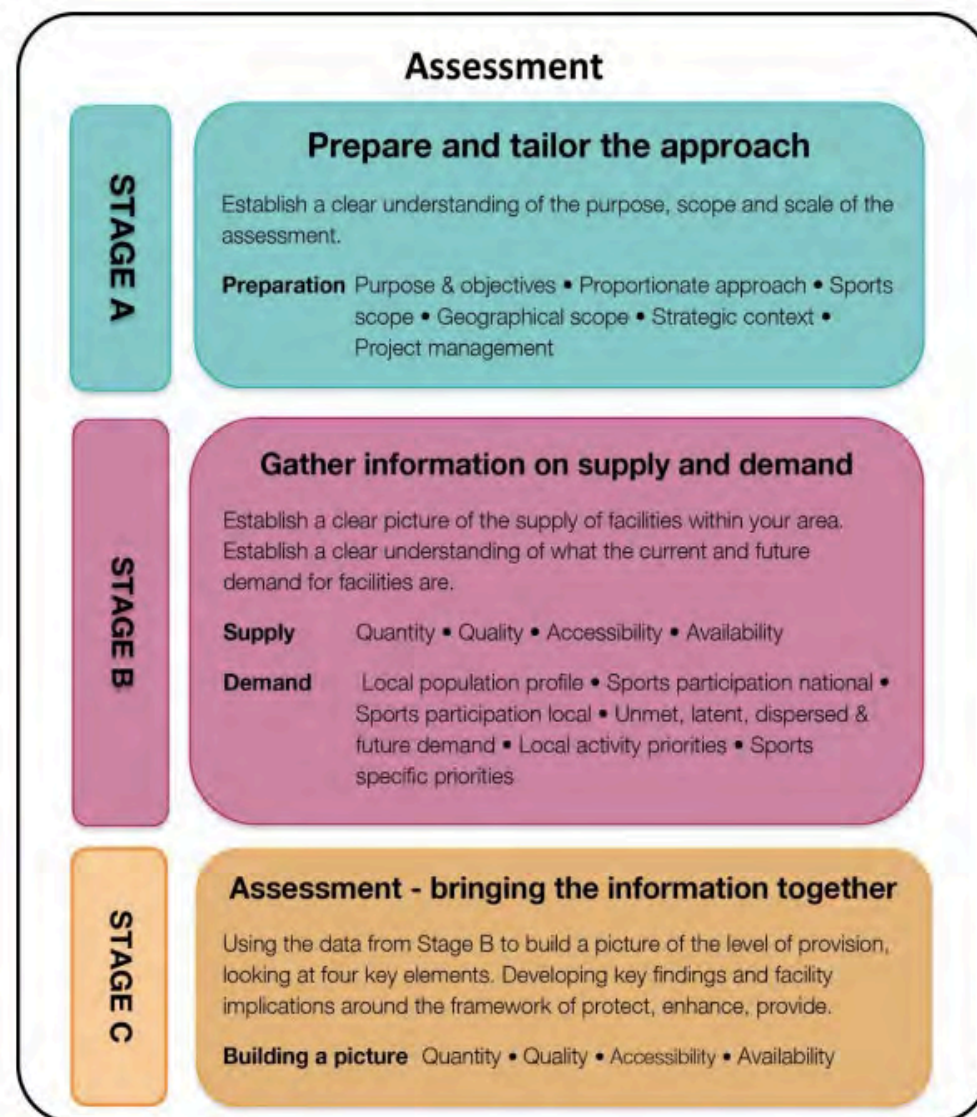 Assessment
STAGE A
Prepare and tailor the approach
Establish a clear understanding of the purpose, scope and scale of the
assessment.
Preparation Purpose & objectives • Proportionate approach • Sports
scope • Geographical scope • Strategic context •
Project management
STAGE B
Gather information on supply and demand
Establish a clear picture of the supply of facilities within your area.
Establish a clear understanding of what the current and future
demand for facilities are.
Supply Quantity • Quality • Accessibility • Availability
Demand Local population profile • Sports participation national •
Sports participation local • Unmet, latent, dispersed &
future demand • Local activity priorities • Sports
specific priorities
STAGE C
Assessment - bringing the information together
Using the data from Stage B to build a picture of the level of provision,
looking at four key elements. Developing key findings and facility
implications around the framework of protect, enhance, provide.
Building a picture Quantity • Quality • Accessibility • Availability